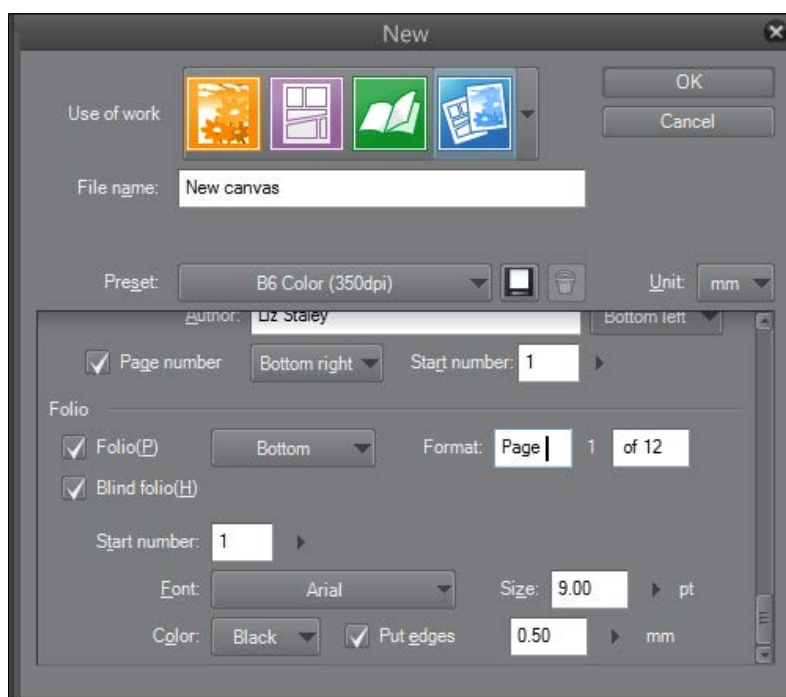 New
Use of work
OK
Cancel
File name: New canvas
Preset: B6 Color (350dpi) Unit: mm
Author: Liz Staley Bottom left
Page number Bottom right Start number: 1
Folio
Folio(P) Bottom Format: Page 1 of 12
Blind folio(H)
Start number: 1
Font: Arial Size: 9.00 pt
Color: Black Put edges 0.50 mm